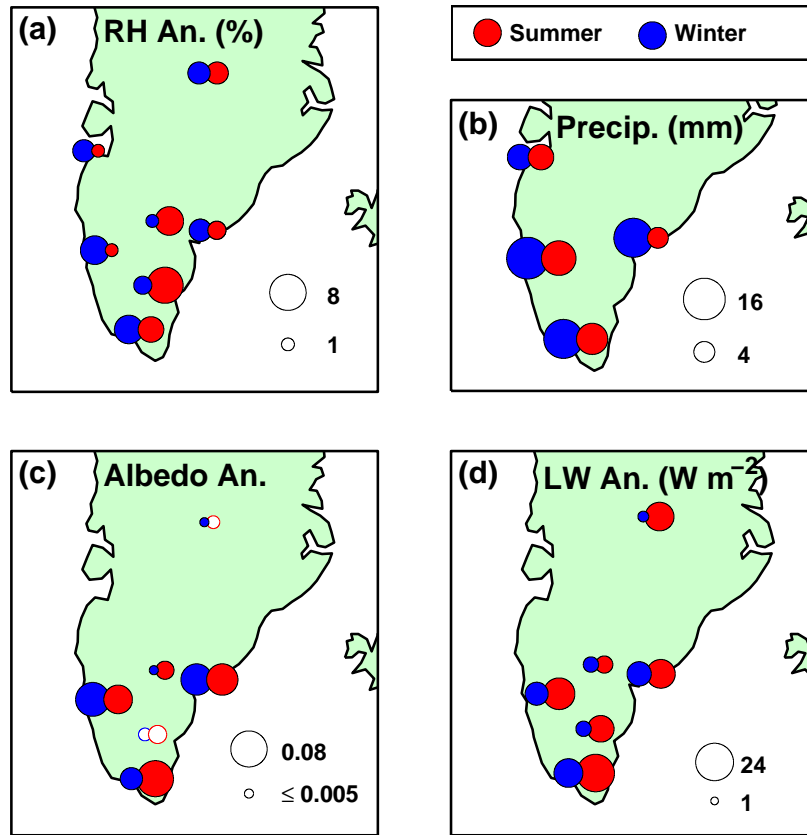 (a) RH An. (%)
8
1
Summer Winter
(b) Precip. (mm)
16
4
(c) Albedo An.
0.08
≤ 0.005
(d) LW An. (W m⁻²)
24
1